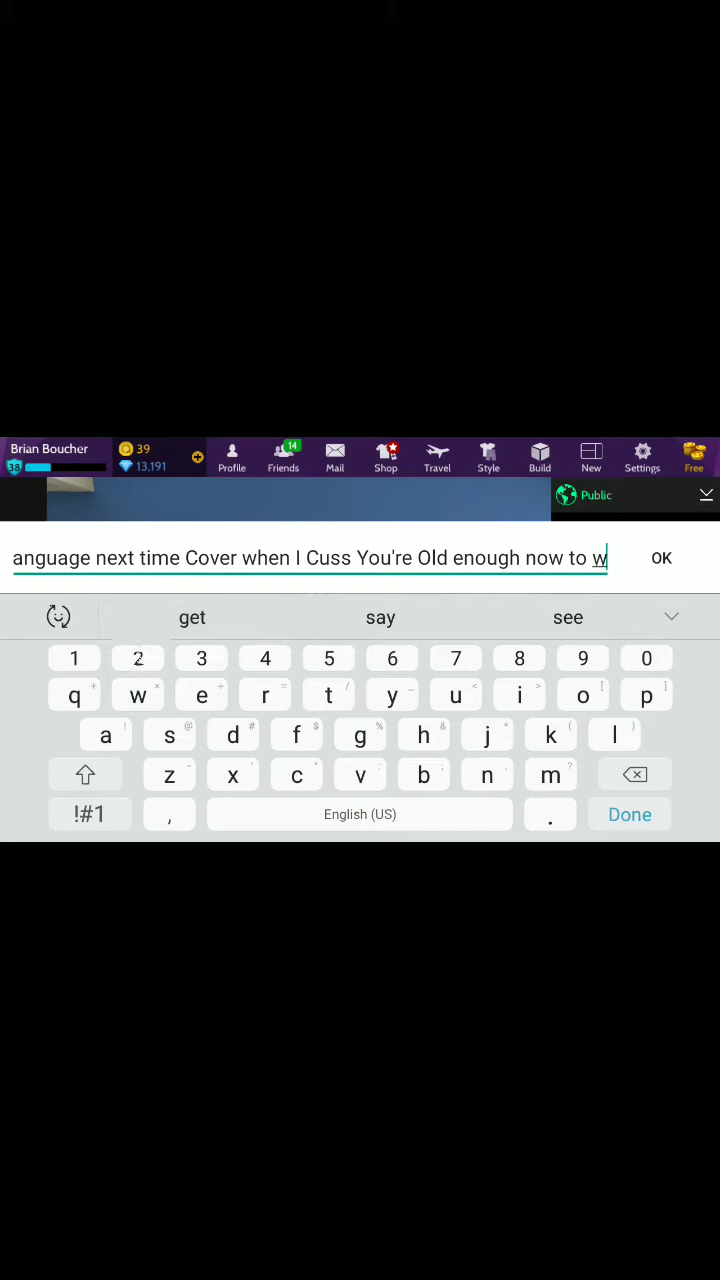 Brian Boucher
38
39
13,191
Profile
14
Friends
Mail
Shop
Travel
Style
Build
New
Settings
Free
Public
anguage next time Cover when I Cuss You're Old enough now to w
OK
get say see
1 2 3 4 5 6 7 8 9 0
q + w × e ÷ r = t / y _ u < i > o [ p ]
a ! s @ d # f $ g % h & j * k ( l )
z - x ' c " v : b ; n , m ?
!#1 , English (US) . Done